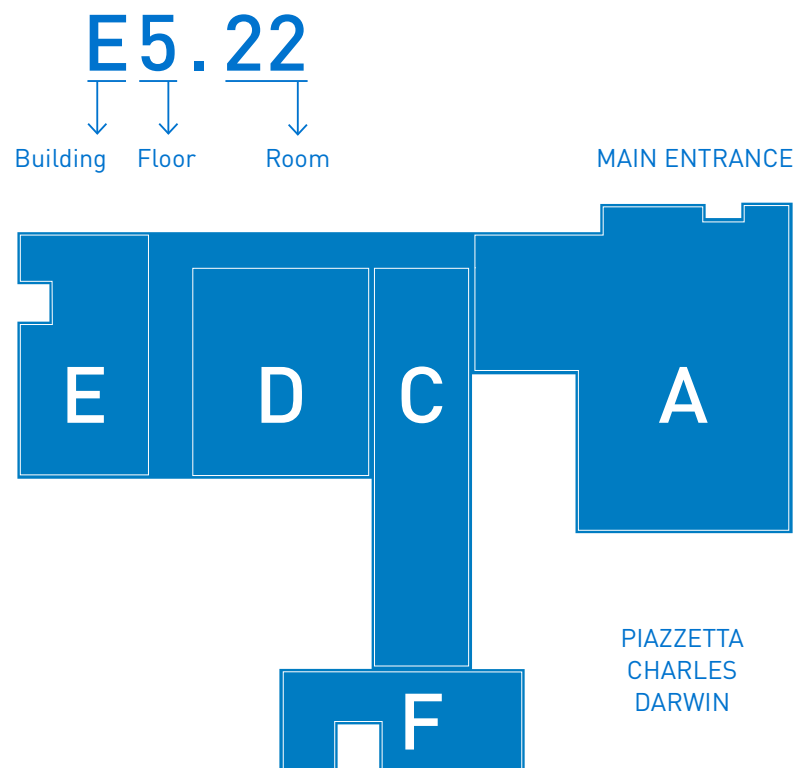 E5.22
Building Floor Room
MAIN ENTRANCE
E D C A
PIAZZETTA
CHARLES
DARWIN
F